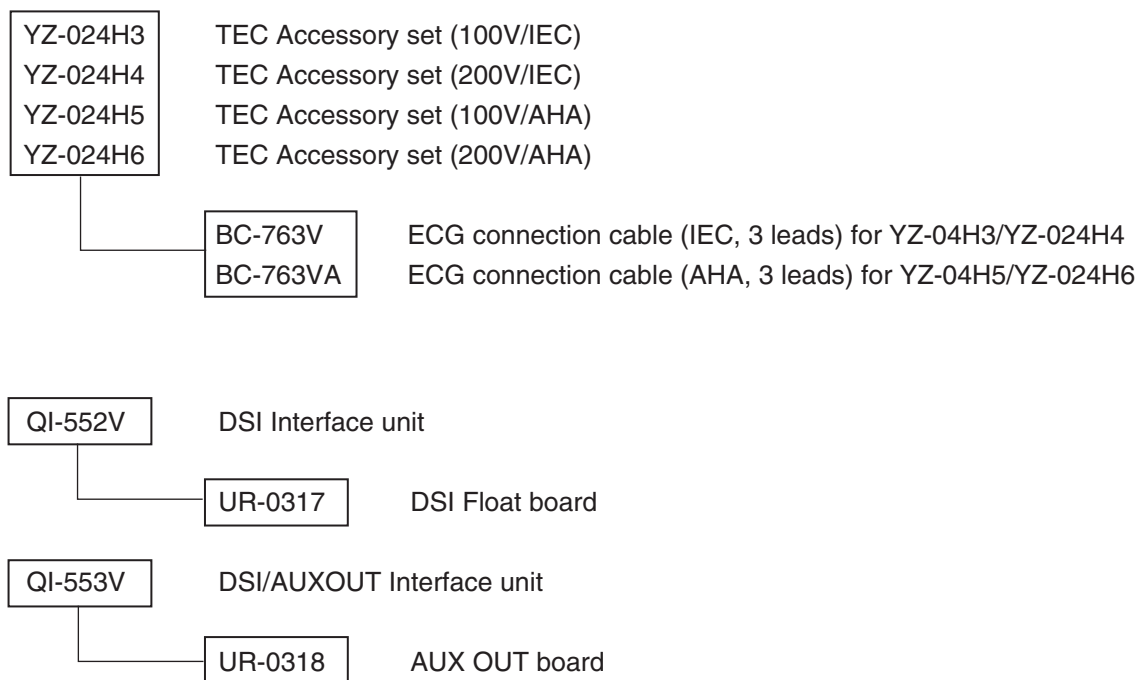 YZ-024H3 TEC Accessory set (100V/IEC)
YZ-024H4 TEC Accessory set (200V/IEC)
YZ-024H5 TEC Accessory set (100V/AHA)
YZ-024H6 TEC Accessory set (200V/AHA)
BC-763V ECG connection cable (IEC, 3 leads) for YZ-04H3/YZ-024H4
BC-763VA ECG connection cable (AHA, 3 leads) for YZ-04H5/YZ-024H6
QI-552V DSI Interface unit
UR-0317 DSI Float board
QI-553V DSI/AUXOUT Interface unit
UR-0318 AUX OUT board